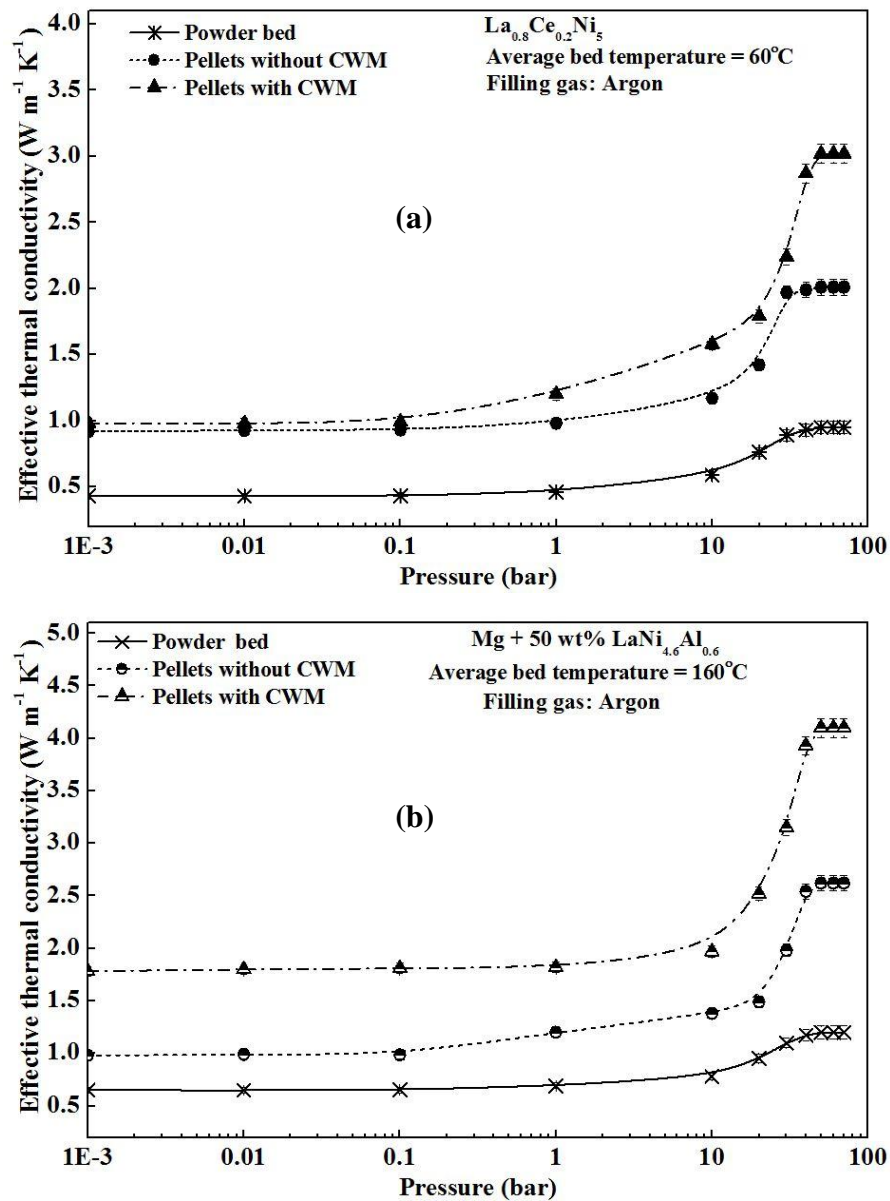 4.0
3.5
3.0
2.5
2.0
1.5
1.0
0.5
Effective thermal conductivity (W m⁻¹ K⁻¹)
Powder bed
Pellets without CWM
Pellets with CWM
La₀.₈Ce₀.₂Ni₅
Average bed temperature = 60°C
Filling gas: Argon
(a)
1E-3 0.01 0.1 1 10 100
Pressure (bar)
5.0
4.5
4.0
3.5
3.0
2.5
2.0
1.5
1.0
0.5
Effective thermal conductivity (W m⁻¹ K⁻¹)
Powder bed
Pellets without CWM
Pellets with CWM
Mg + 50 wt% LaNi₄.₆Al₀.₆
Average bed temperature = 160°C
Filling gas: Argon
(b)
1E-3 0.01 0.1 1 10 100
Pressure (bar)